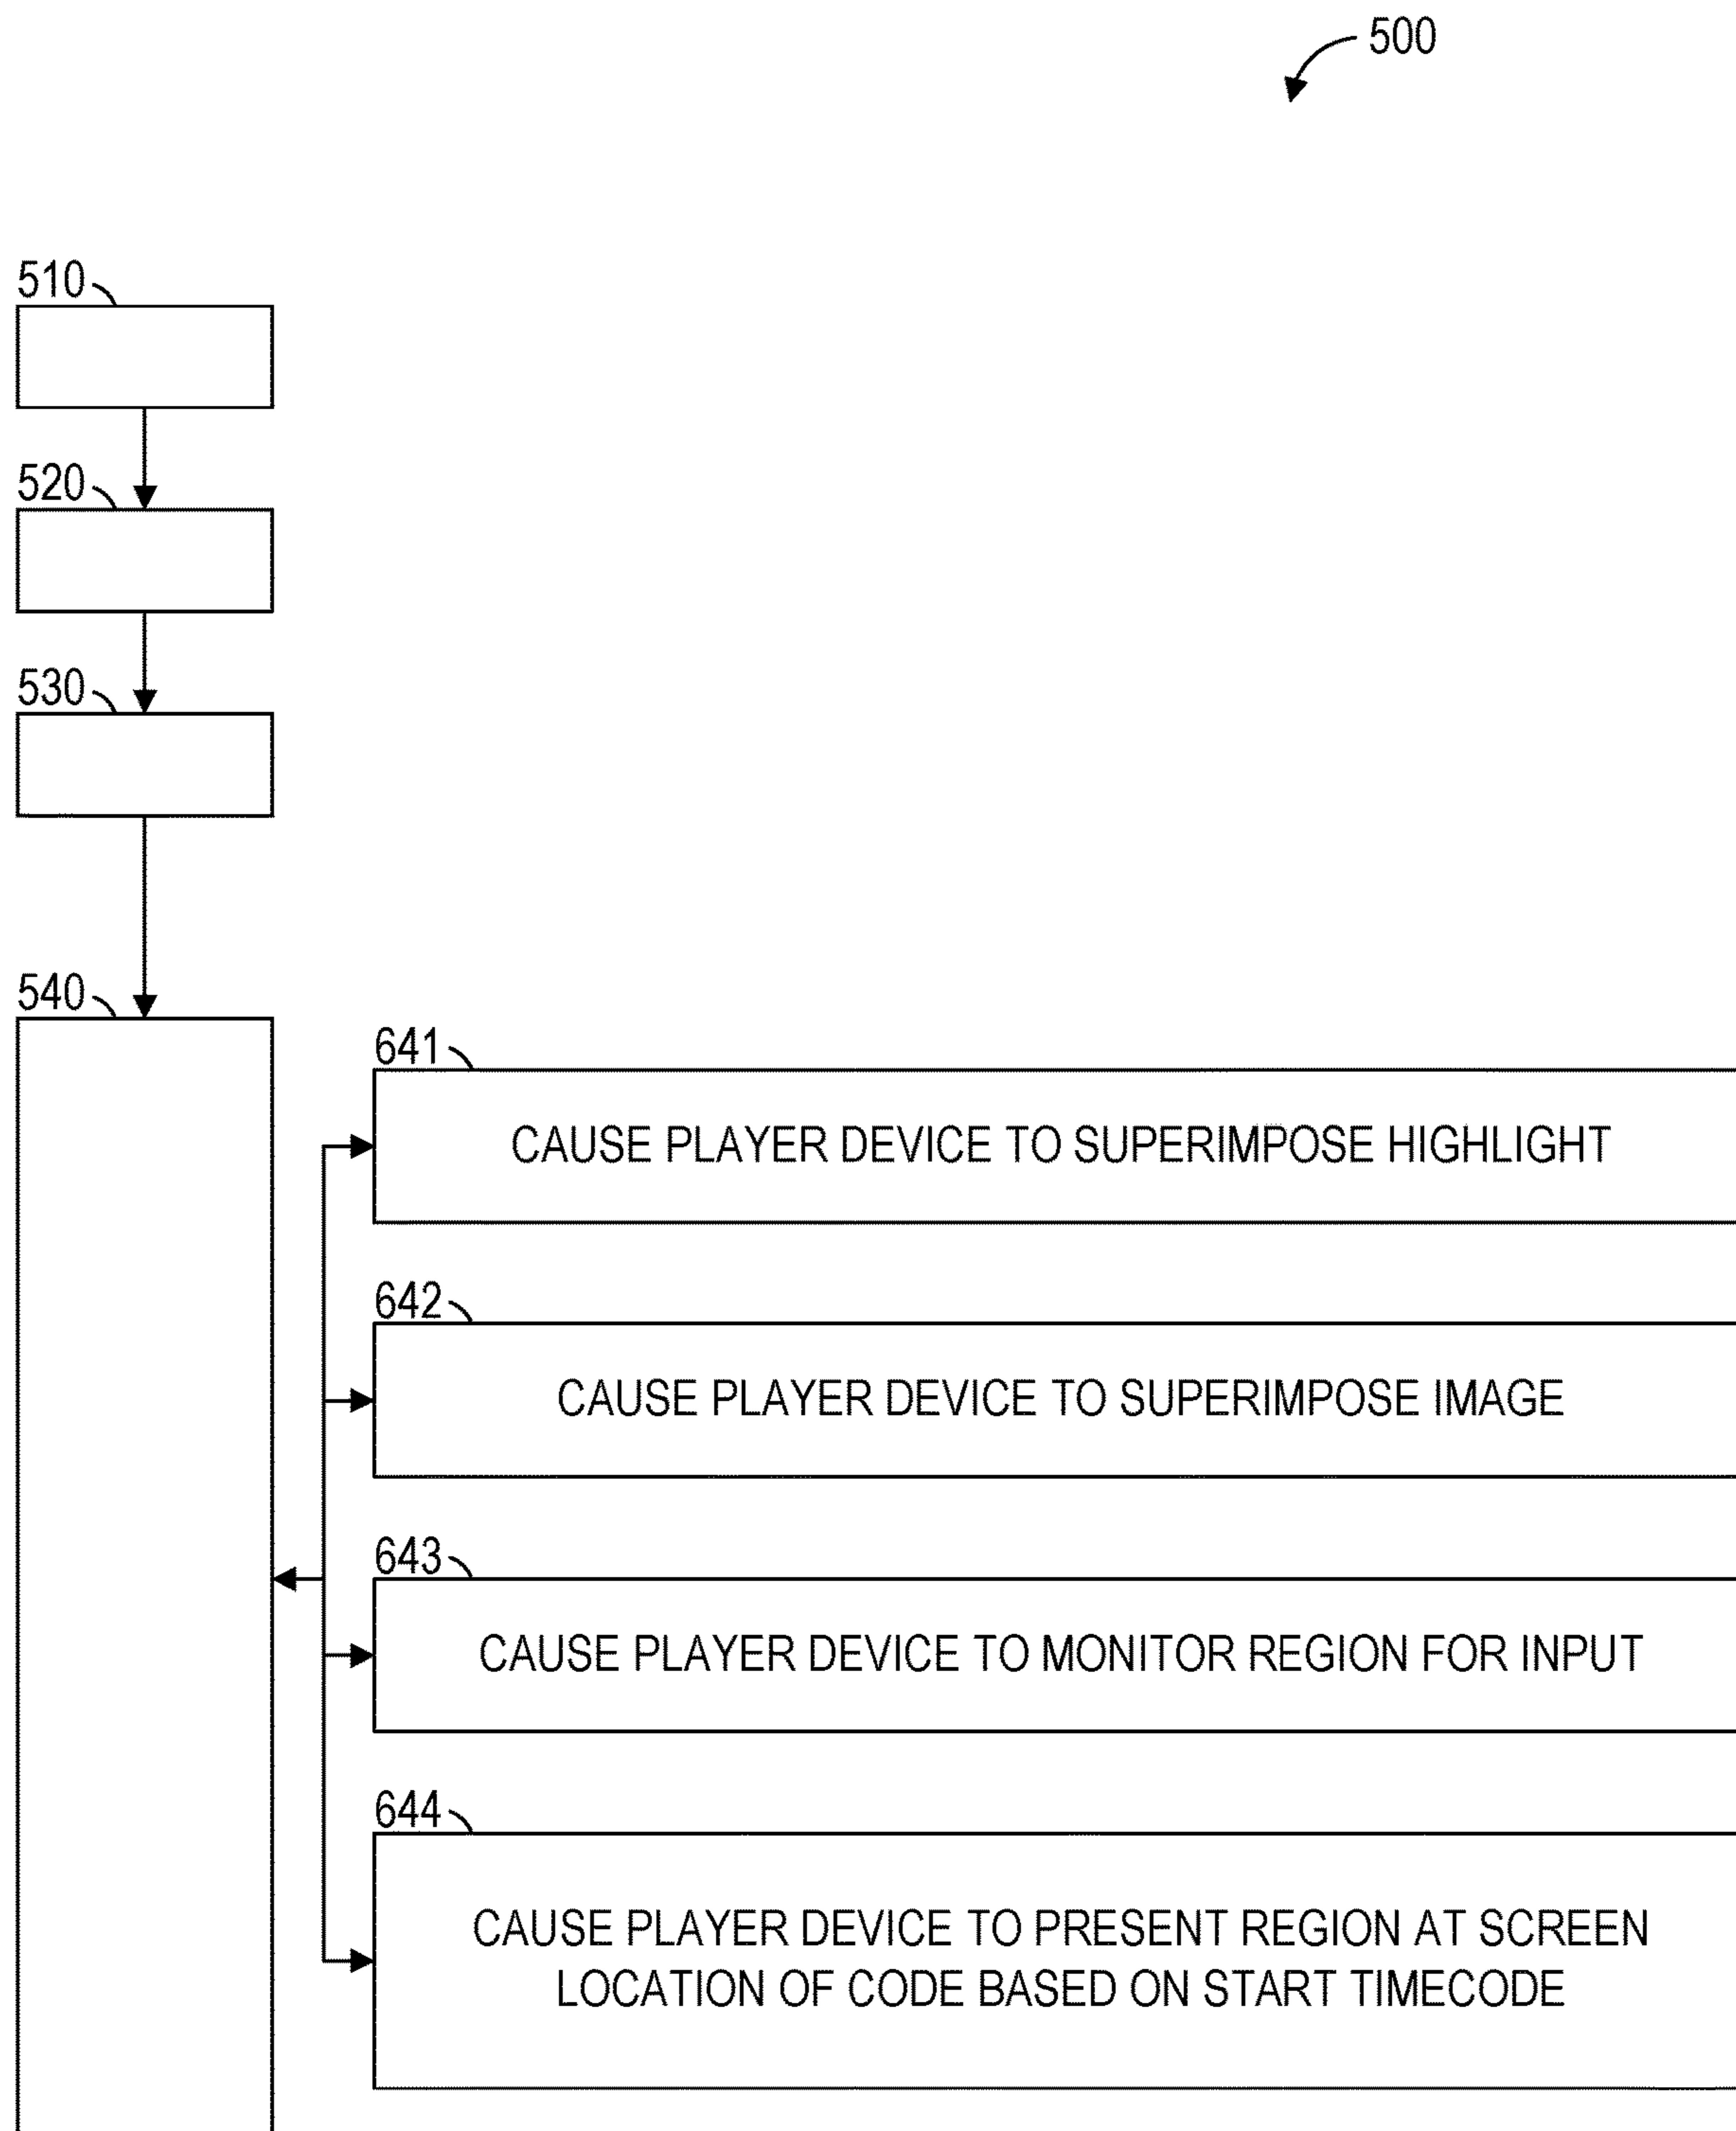 500
510
520
530
540
641
CAUSE PLAYER DEVICE TO SUPERIMPOSE HIGHLIGHT
642
CAUSE PLAYER DEVICE TO SUPERIMPOSE IMAGE
643
CAUSE PLAYER DEVICE TO MONITOR REGION FOR INPUT
644
CAUSE PLAYER DEVICE TO PRESENT REGION AT SCREEN
LOCATION OF CODE BASED ON START TIMECODE